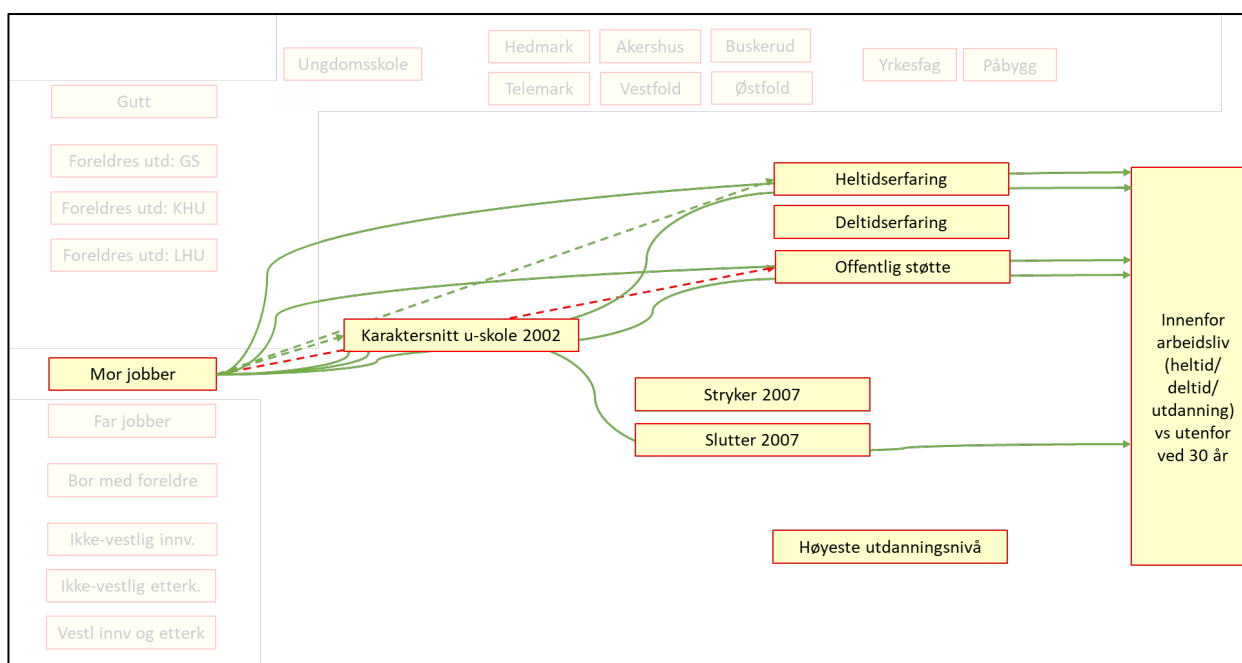 Ungdomsskole
Hedmark
Akershus
Buskerud
Telemark
Vestfold
Østfold
Yrkesfag
Påbygg
Gutt
Foreldres utd: GS
Foreldres utd: KHU
Foreldres utd: LHU
Mor jobber
Far jobber
Bor med foreldre
Ikke-vestlig innv.
Ikke-vestlig etterk.
Vestl innv og etterk
Karaktersnitt u-skole 2002
Stryker 2007
Slutter 2007
Heltidserfaring
Deltidserfaring
Offentlig støtte
Høyeste utdanningsnivå
Innenfor
arbeidsliv
(heltid/
deltid/
utdanning)
vs utenfor
ved 30 år